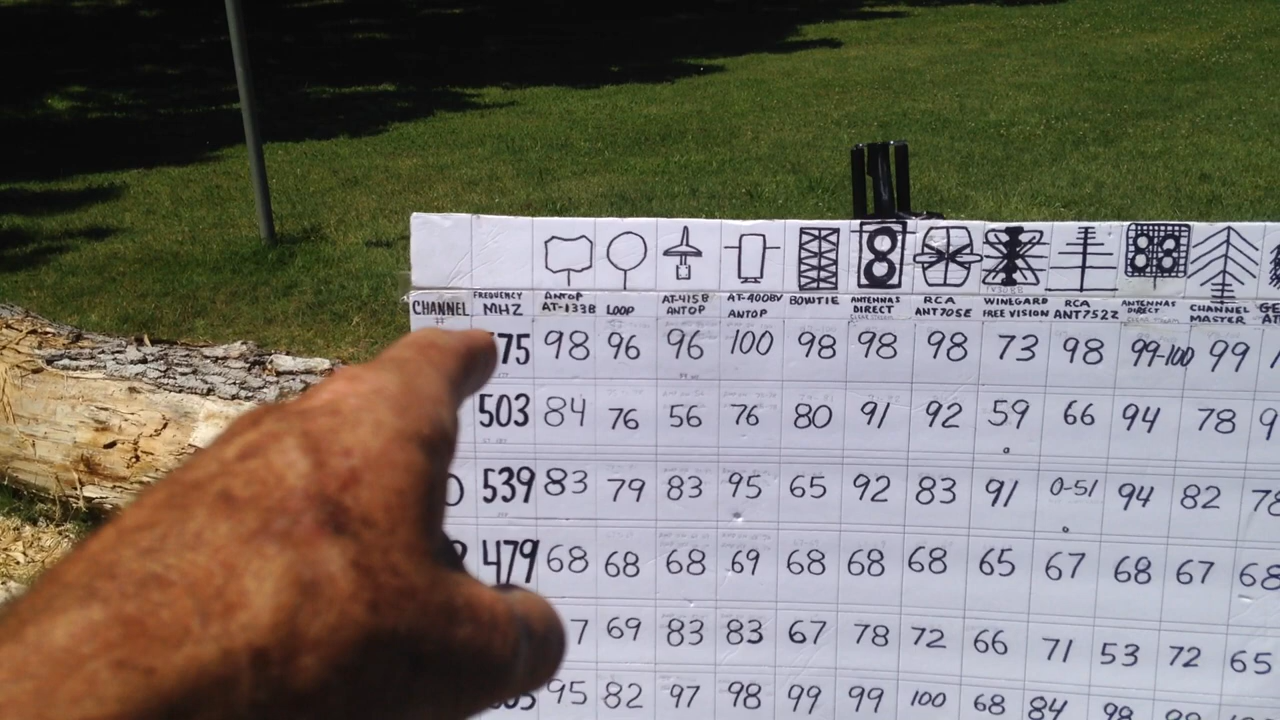 CHANNEL # FREQUENCY MHZ ANTOP AT-133B LOOP AT-415B ANTOP AT-400BV ANTOP BOWTIE ANTENNAS DIRECT RCA ANT705E WINEGARD FREE VISION RCA ANT752Z ANTENNAS DIRECT CHANNEL MASTER
75 98 96 96 100 98 98 98 73 98 99-100 99
503 84 76 56 76 80 91 92 59 66 94 78
539 83 79 83 95 65 92 83 91 0-51 94 82 78
479 68 68 68 69 68 68 68 65 67 68 67 68
7 69 83 83 67 78 72 66 71 53 72 65
95 82 97 98 99 99 100 68 84 98